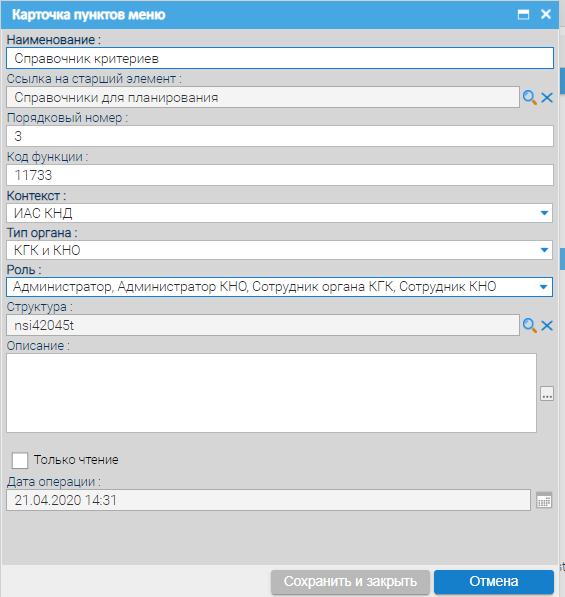 Карточка пунктов меню
Наименование :
Справочник критериев
Ссылка на старший элемент :
Справочники для планирования
Порядковый номер :
3
Код функции :
11733
Контекст :
ИАС КНД
Тип органа :
КГК и КНО
Роль :
Администратор, Администратор КНО, Сотрудник органа КГК, Сотрудник КНО
Структура :
nsi42045t
Описание :
...
Только чтение
Дата операции :
21.04.2020 14:31
Сохранить и закрыть
Отмена